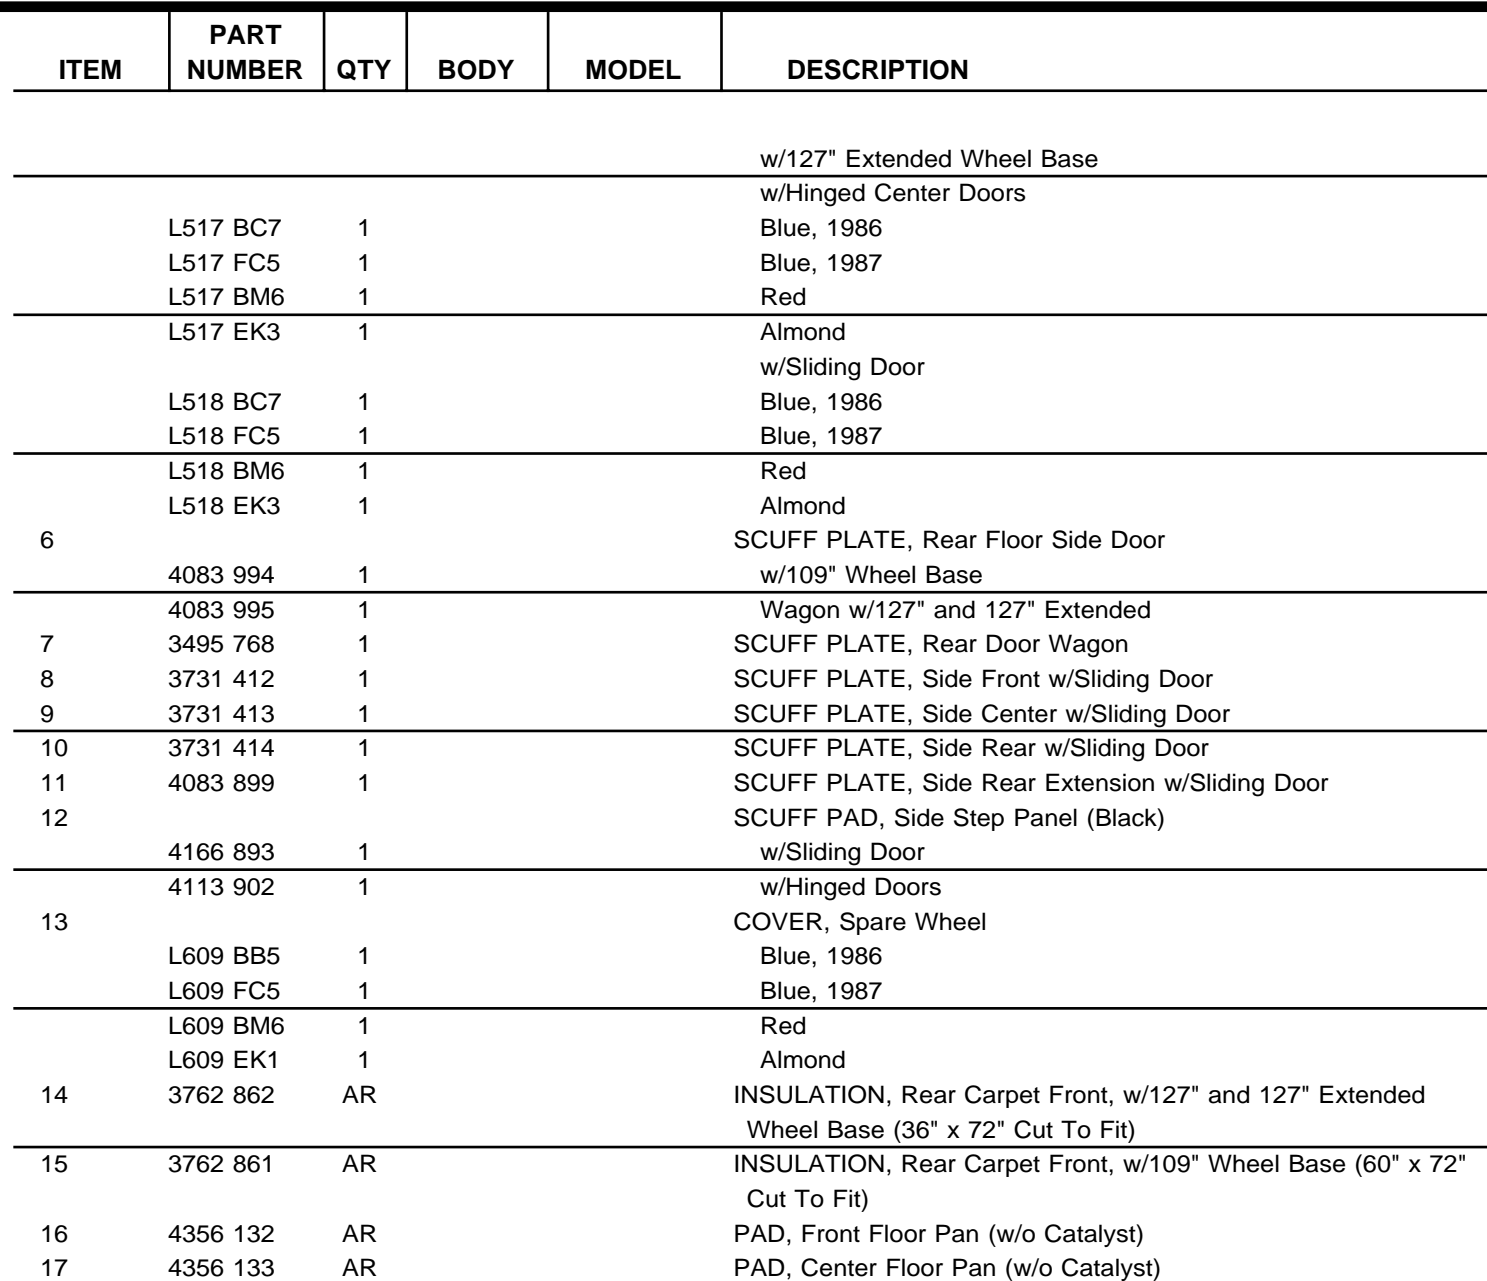 PART
ITEM NUMBER QTY BODY MODEL DESCRIPTION
w/127" Extended Wheel Base
w/Hinged Center Doors
L517 BC7 1 Blue, 1986
L517 FC5 1 Blue, 1987
L517 BM6 1 Red
L517 EK3 1 Almond
w/Sliding Door
L518 BC7 1 Blue, 1986
L518 FC5 1 Blue, 1987
L518 BM6 1 Red
L518 EK3 1 Almond
6 SCUFF PLATE, Rear Floor Side Door
4083 994 1 w/109" Wheel Base
4083 995 1 Wagon w/127" and 127" Extended
7 3495 768 1 SCUFF PLATE, Rear Door Wagon
8 3731 412 1 SCUFF PLATE, Side Front w/Sliding Door
9 3731 413 1 SCUFF PLATE, Side Center w/Sliding Door
10 3731 414 1 SCUFF PLATE, Side Rear w/Sliding Door
11 4083 899 1 SCUFF PLATE, Side Rear Extension w/Sliding Door
12 SCUFF PAD, Side Step Panel (Black)
4166 893 1 w/Sliding Door
4113 902 1 w/Hinged Doors
13 COVER, Spare Wheel
L609 BB5 1 Blue, 1986
L609 FC5 1 Blue, 1987
L609 BM6 1 Red
L609 EK1 1 Almond
14 3762 862 AR INSULATION, Rear Carpet Front, w/127" and 127" Extended
Wheel Base (36" x 72" Cut To Fit)
15 3762 861 AR INSULATION, Rear Carpet Front, w/109" Wheel Base (60" x 72"
Cut To Fit)
16 4356 132 AR PAD, Front Floor Pan (w/o Catalyst)
17 4356 133 AR PAD, Center Floor Pan (w/o Catalyst)